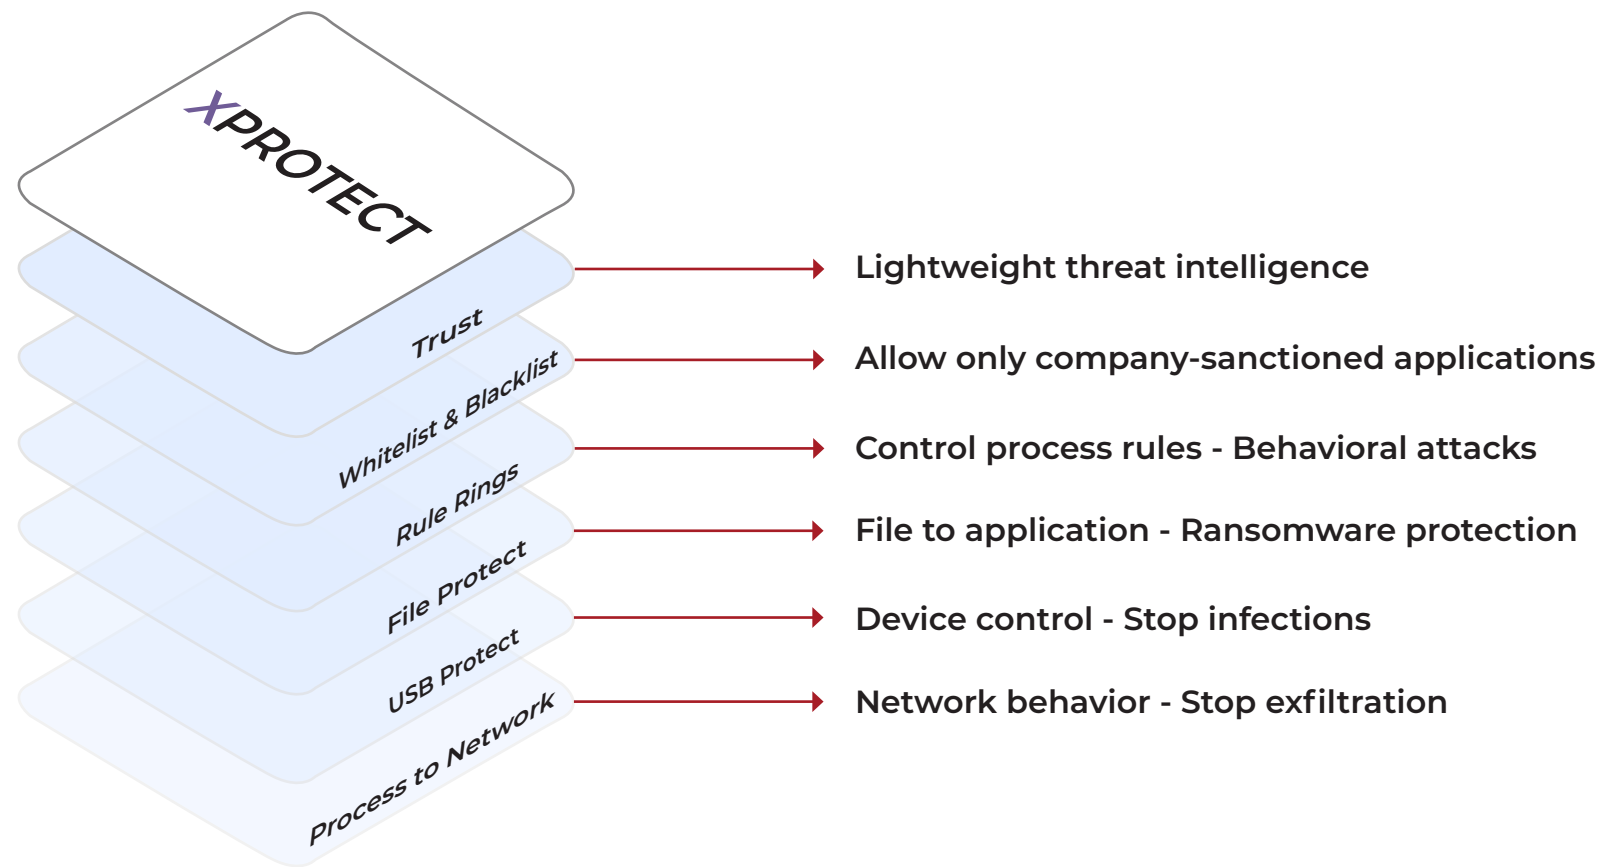 XPROTECT
Trust
Lightweight threat intelligence
Whitelist & Blacklist
Allow only company-sanctioned applications
Rule Rings
Control process rules - Behavioral attacks
File Protect
File to application - Ransomware protection
USB Protect
Device control - Stop infections
Process to Network
Network behavior - Stop exfiltration